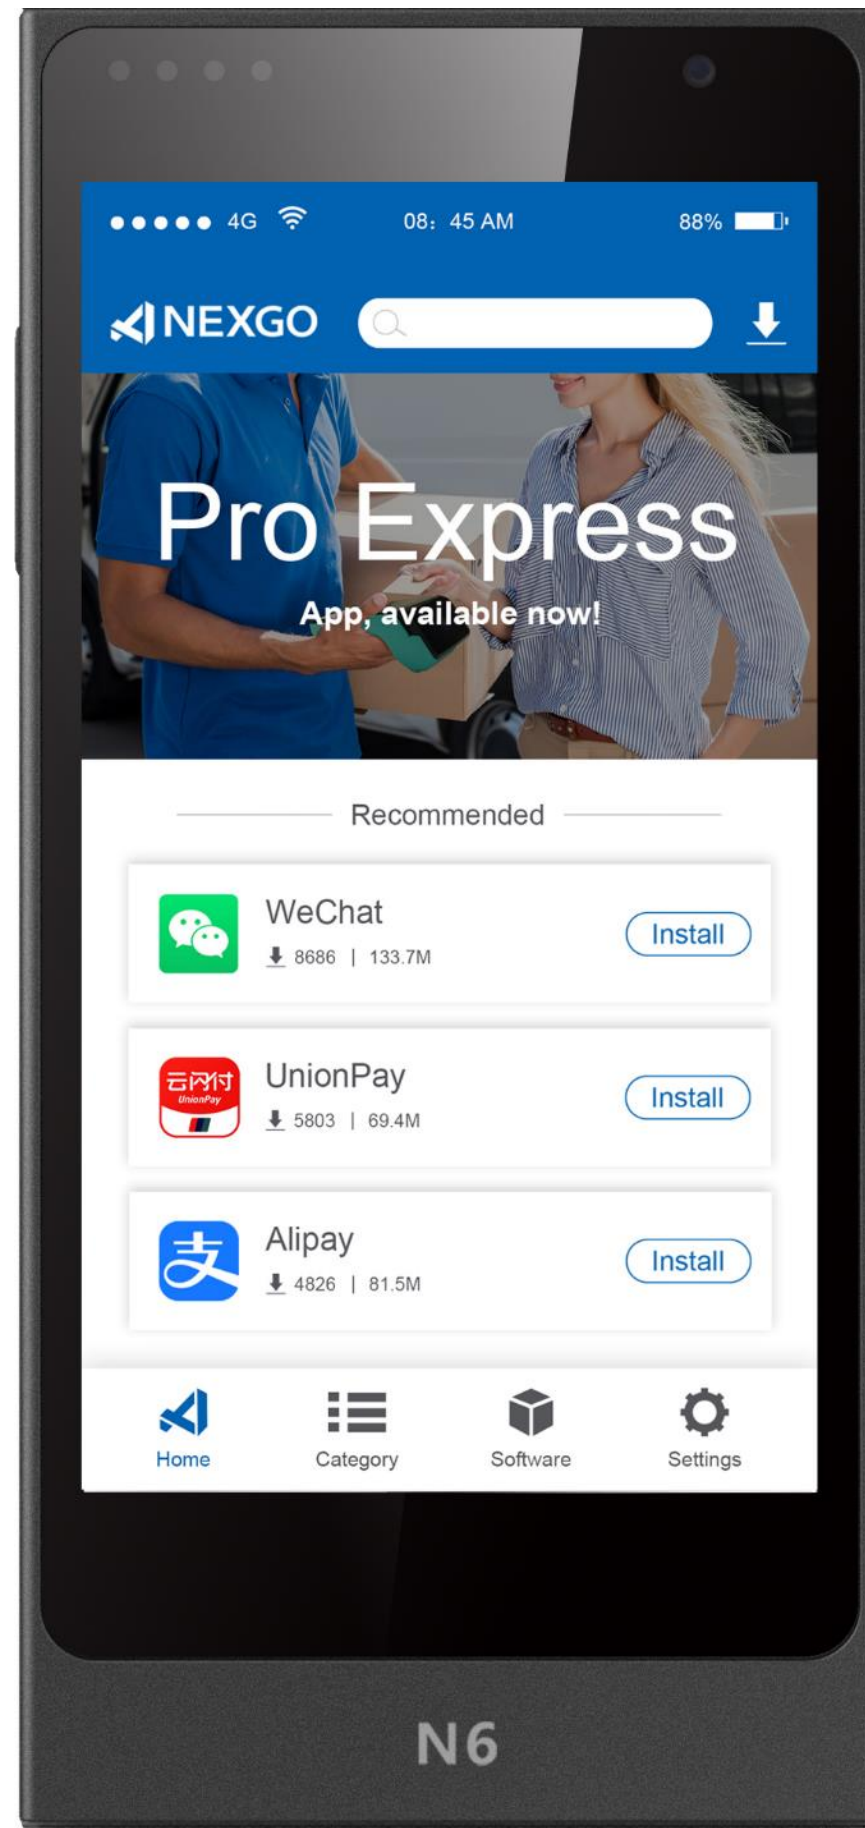 4G 08：45 AM 88%
NEXGO
Pro Express
App, available now!
Recommended
WeChat
8686 | 133.7M
Install
云闪付
UnionPay
UnionPay
5803 | 69.4M
Install
支
Alipay
4826 | 81.5M
Install
Home Category Software Settings
N6